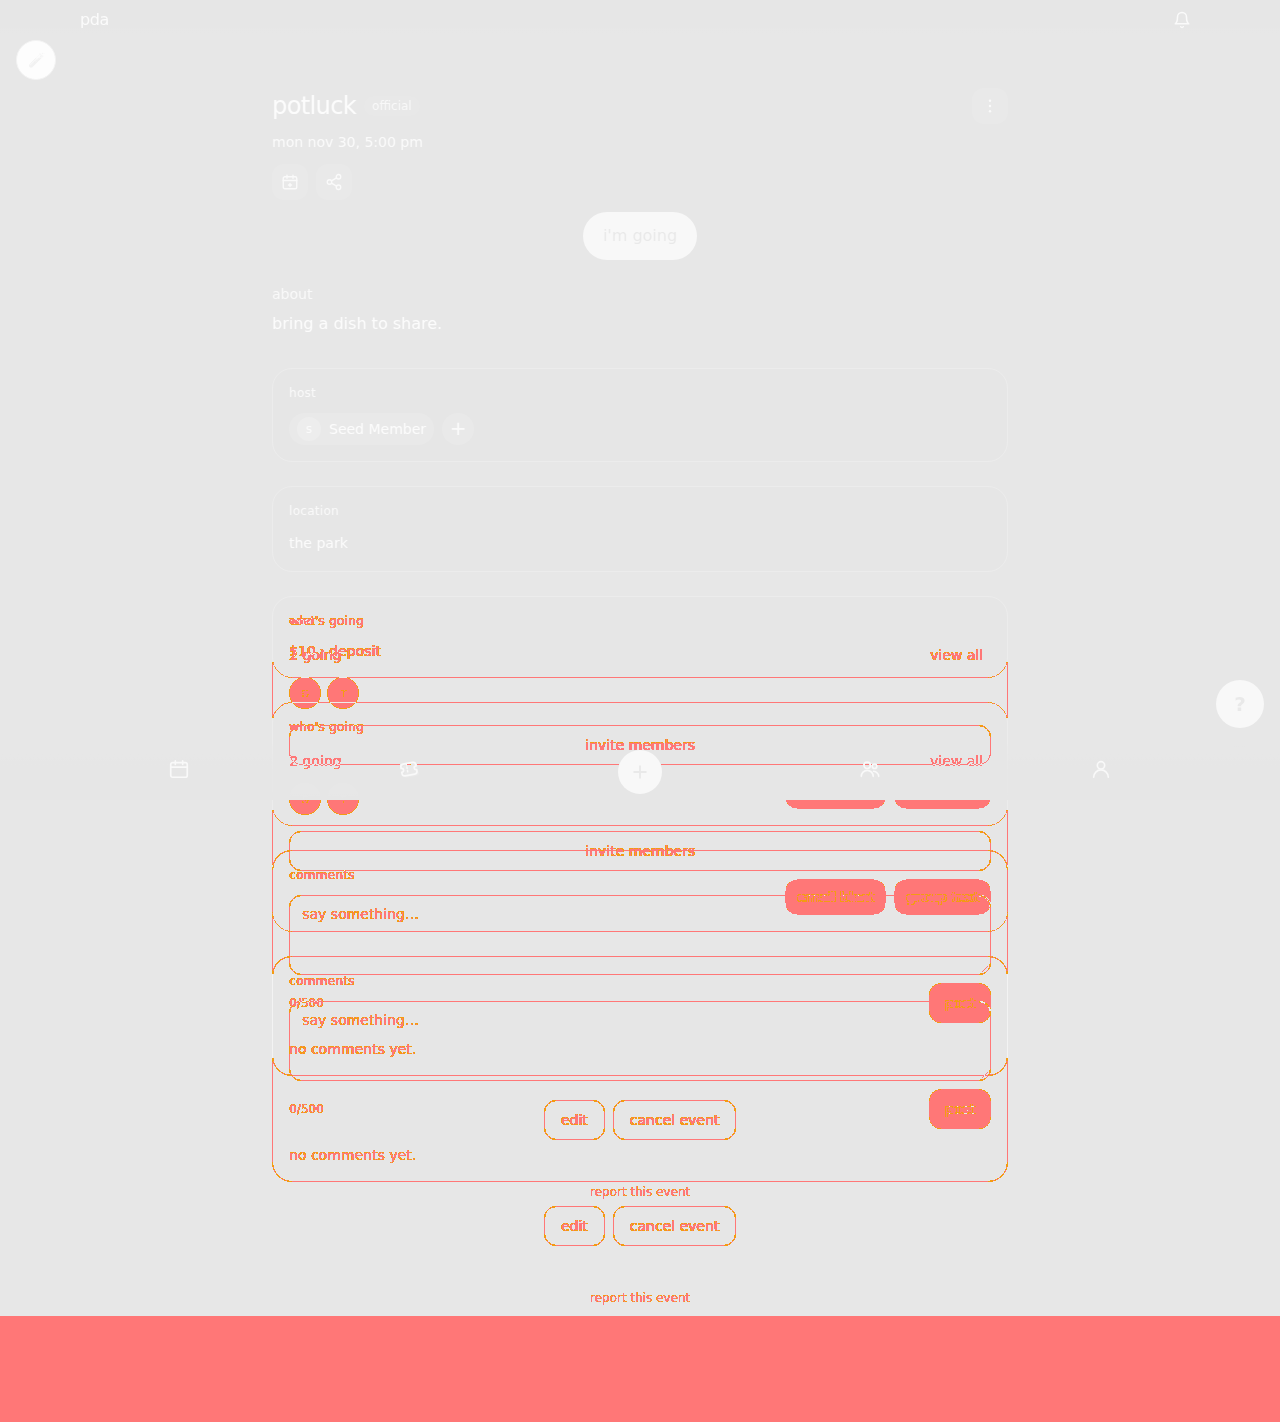 pda
potluck official
mon nov 30, 5:00 pm
i'm going
about
bring a dish to share.
host
S Seed Member
location
the park
who's going
$10 · deposit
2 going view all
who's going
invite members
2 going view all
invite members
comments
say something...
comments
0/500
say something...
no comments yet.
0/500 post
edit cancel event
no comments yet.
report this event
edit cancel event
report this event
?